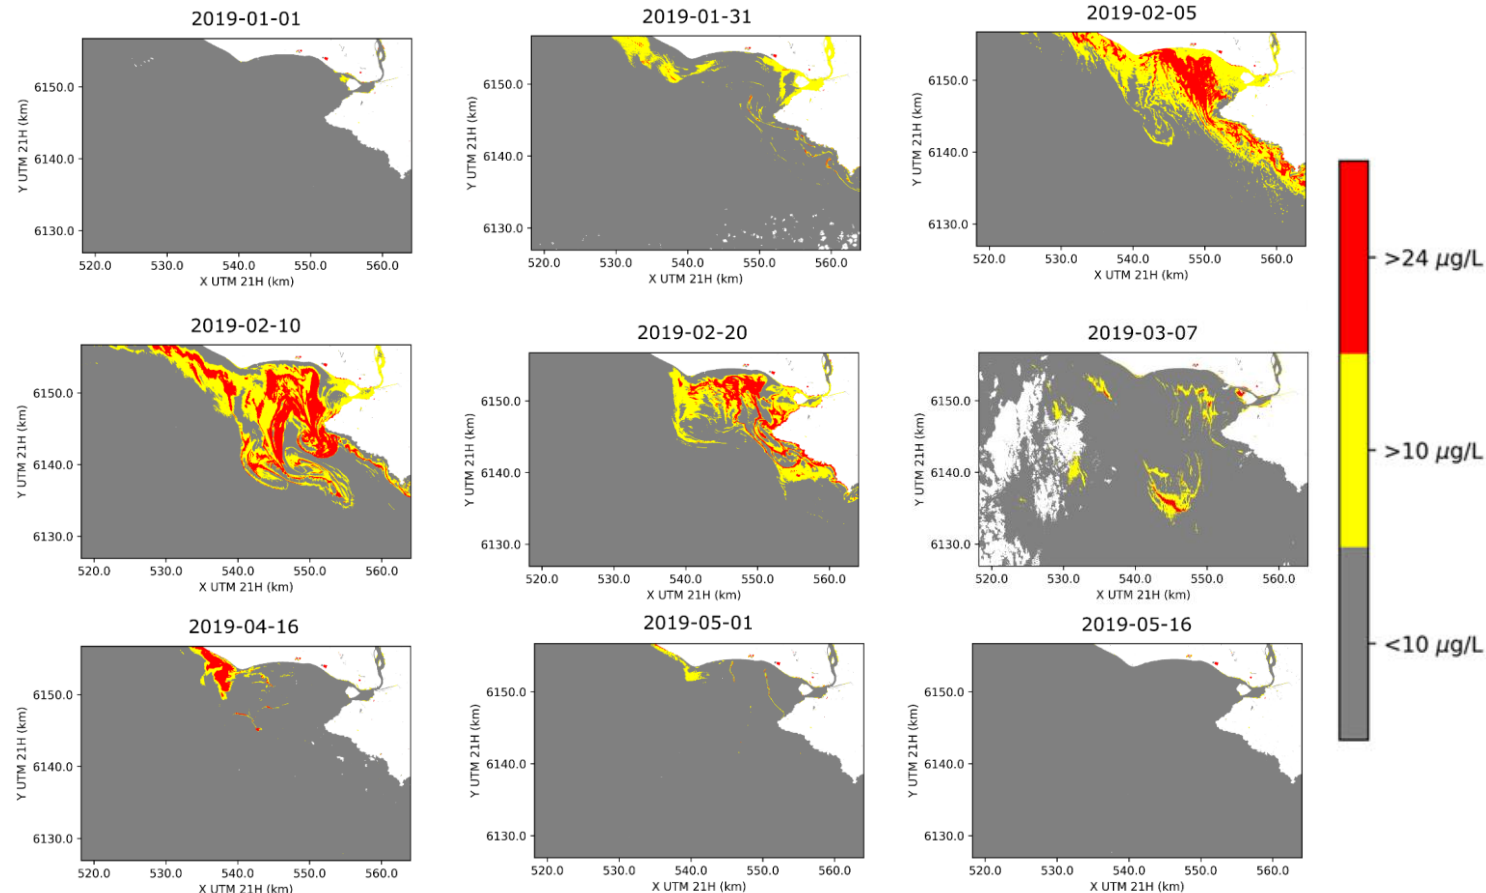 2019-01-01
Y UTM 21H (km)
6150.0
6140.0
6130.0
520.0 530.0 540.0 550.0 560.0
X UTM 21H (km)
2019-01-31
Y UTM 21H (km)
6150.0
6140.0
6130.0
520.0 530.0 540.0 550.0 560.0
X UTM 21H (km)
2019-02-05
Y UTM 21H (km)
6150.0
6140.0
6130.0
520.0 530.0 540.0 550.0 560.0
X UTM 21H (km)
2019-02-10
Y UTM 21H (km)
6150.0
6140.0
6130.0
520.0 530.0 540.0 550.0 560.0
X UTM 21H (km)
2019-02-20
Y UTM 21H (km)
6150.0
6140.0
6130.0
520.0 530.0 540.0 550.0 560.0
X UTM 21H (km)
2019-03-07
Y UTM 21H (km)
6150.0
6140.0
6130.0
520.0 530.0 540.0 550.0 560.0
X UTM 21H (km)
2019-04-16
Y UTM 21H (km)
6150.0
6140.0
6130.0
520.0 530.0 540.0 550.0 560.0
X UTM 21H (km)
2019-05-01
Y UTM 21H (km)
6150.0
6140.0
6130.0
520.0 530.0 540.0 550.0 560.0
X UTM 21H (km)
2019-05-16
Y UTM 21H (km)
6150.0
6140.0
6130.0
520.0 530.0 540.0 550.0 560.0
X UTM 21H (km)
>24 μg/L
>10 μg/L
<10 μg/L